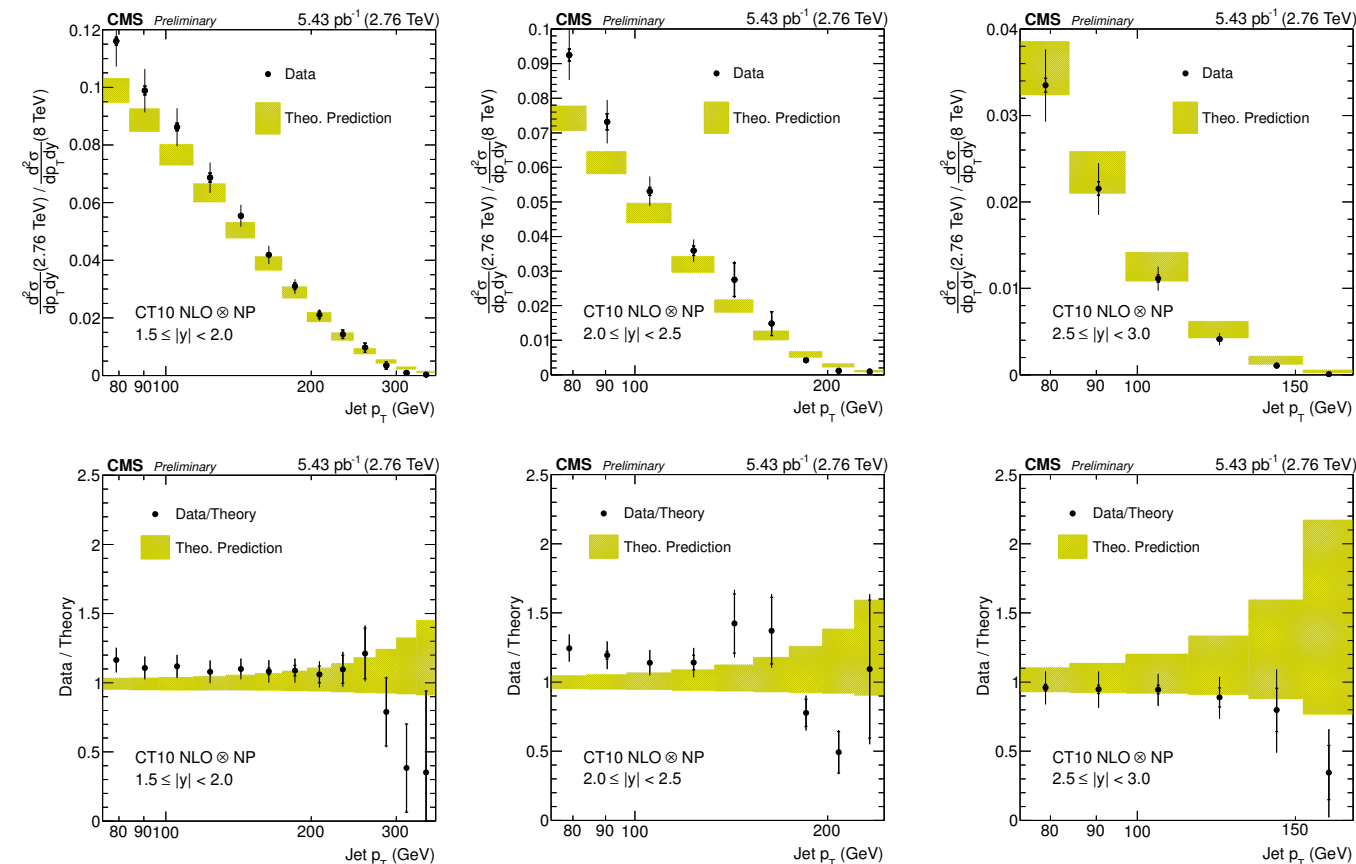 CMS Preliminary 5.43 pb⁻¹ (2.76 TeV)
0.12
0.1
0.08
0.06
0.04
0.02
0
d²σ/dp_T dy (2.76 TeV) / d²σ/dp_T dy (8 TeV)
Data
Theo. Prediction
CT10 NLO ⊗ NP
1.5 ≤ |y| < 2.0
80 90 100 200 300
Jet p_T (GeV)
CMS Preliminary 5.43 pb⁻¹ (2.76 TeV)
0.1
0.09
0.08
0.07
0.06
0.05
0.04
0.03
0.02
0.01
0
d²σ/dp_T dy (2.76 TeV) / d²σ/dp_T dy (8 TeV)
Data
Theo. Prediction
CT10 NLO ⊗ NP
2.0 ≤ |y| < 2.5
80 90 100 200
Jet p_T (GeV)
CMS Preliminary 5.43 pb⁻¹ (2.76 TeV)
0.04
0.03
0.02
0.01
0
d²σ/dp_T dy (2.76 TeV) / d²σ/dp_T dy (8 TeV)
Data
Theo. Prediction
CT10 NLO ⊗ NP
2.5 ≤ |y| < 3.0
80 90 100 150
Jet p_T (GeV)
CMS Preliminary 5.43 pb⁻¹ (2.76 TeV)
2.5
2
1.5
1
0.5
0
Data / Theory
Data/Theory
Theo. Prediction
CT10 NLO ⊗ NP
1.5 ≤ |y| < 2.0
80 90 100 200 300
Jet p_T (GeV)
CMS Preliminary 5.43 pb⁻¹ (2.76 TeV)
2.5
2
1.5
1
0.5
0
Data / Theory
Data/Theory
Theo. Prediction
CT10 NLO ⊗ NP
2.0 ≤ |y| < 2.5
80 90 100 200
Jet p_T (GeV)
CMS Preliminary 5.43 pb⁻¹ (2.76 TeV)
2.5
2
1.5
1
0.5
0
Data / Theory
Data/Theory
Theo. Prediction
CT10 NLO ⊗ NP
2.5 ≤ |y| < 3.0
80 90 100 150
Jet p_T (GeV)